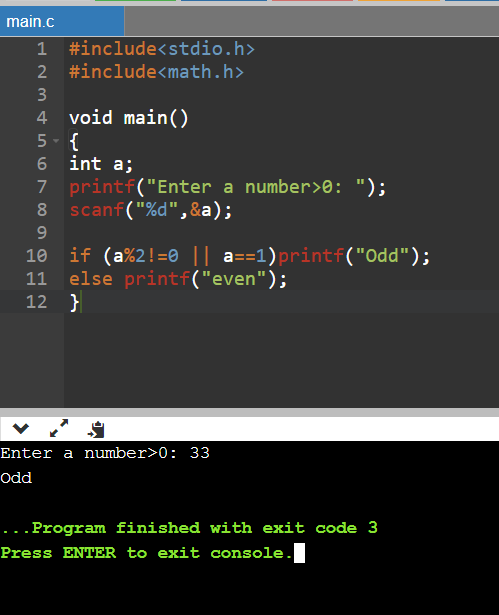 main.c
1 #include<stdio.h>
2 #include<math.h>
3
4 void main()
5 {
6 int a;
7 printf("Enter a number>0: ");
8 scanf("%d",&a);
9
10 if (a%2!=0 || a==1)printf("Odd");
11 else printf("even");
12 }
Enter a number>0: 33
Odd
...Program finished with exit code 3
Press ENTER to exit console.